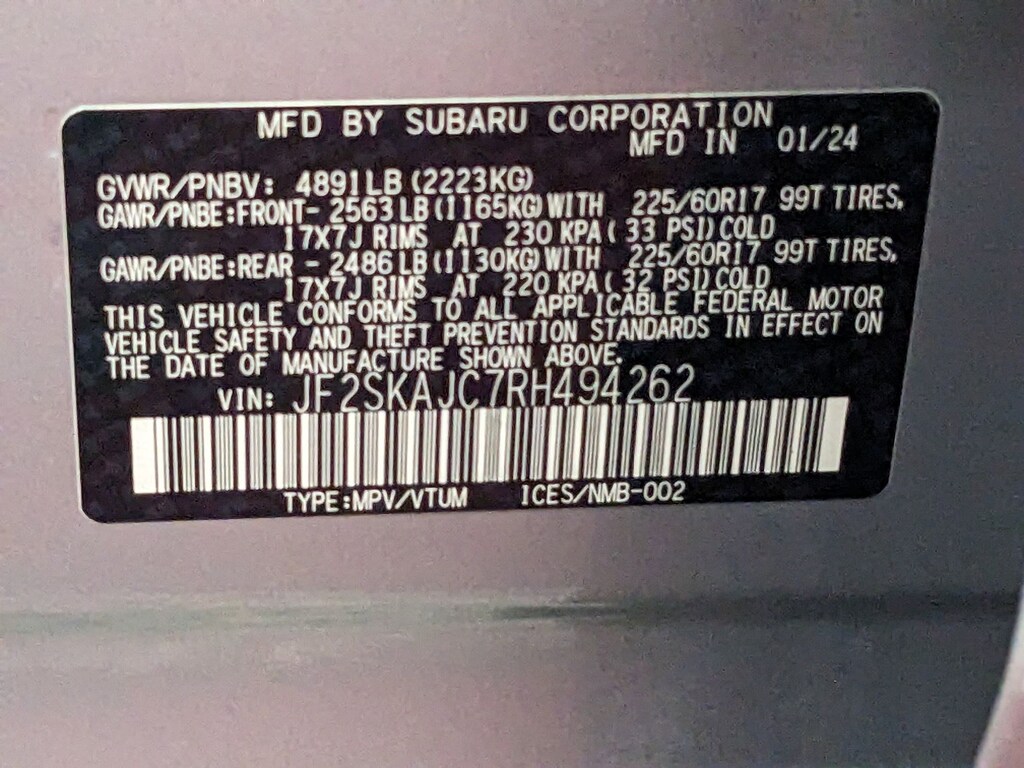 MFD BY SUBARU CORPORATION
MFD IN 01/24
GVWR/PNBV: 4891LB (2223KG)
GAWR/PNBE:FRONT- 2563LB(1165KG)WITH 225/60R17 99T TIRES,
17X7J RIMS AT 230 KPA( 33 PSI)COLD
GAWR/PNBE:REAR - 2486LB(1130KG)WITH 225/60R17 99T TIRES,
17X7J RIMS AT 220 KPA( 32 PSI)COLD
THIS VEHICLE CONFORMS TO ALL APPLICABLE FEDERAL MOTOR
VEHICLE SAFETY AND THEFT PREVENTION STANDARDS IN EFFECT ON
THE DATE OF MANUFACTURE SHOWN ABOVE.
VIN: JF2SKAJC7RH494262
TYPE:MPV/VTUM ICES/NMB-002